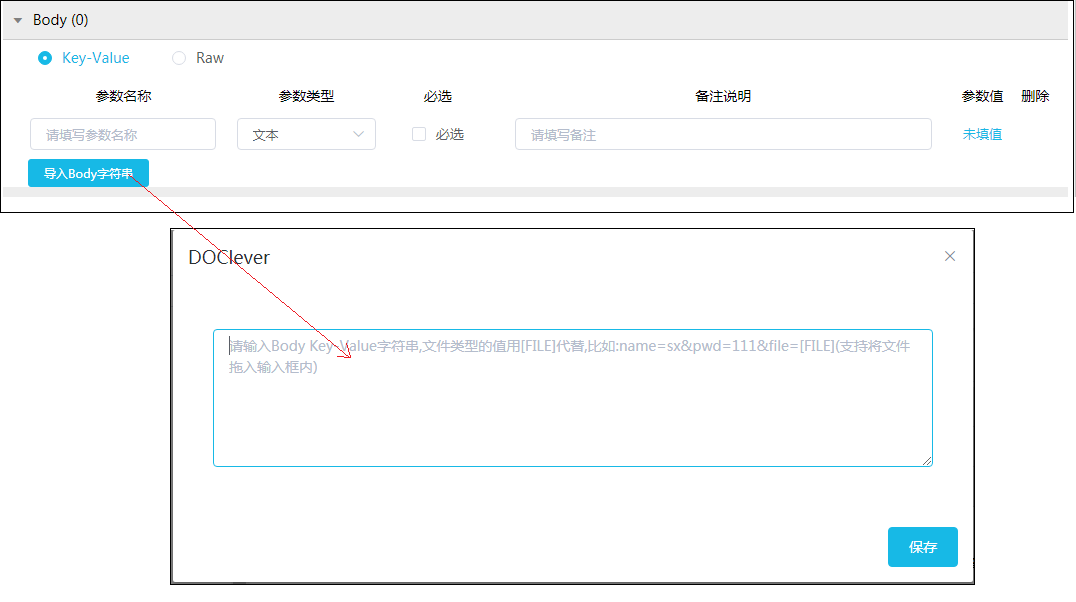 Body (0)
Key-Value Raw
参数名称 参数类型 必选 备注说明 参数值 删除
请填写参数名称 文本 必选 请填写备注 未填值
导入Body字符串
DOClever
请输入Body Key-Value字符串,文件类型的值用[FILE]代替,比如:name=sx&pwd=111&file=[FILE](支持将文件
拖入输入框内)
保存